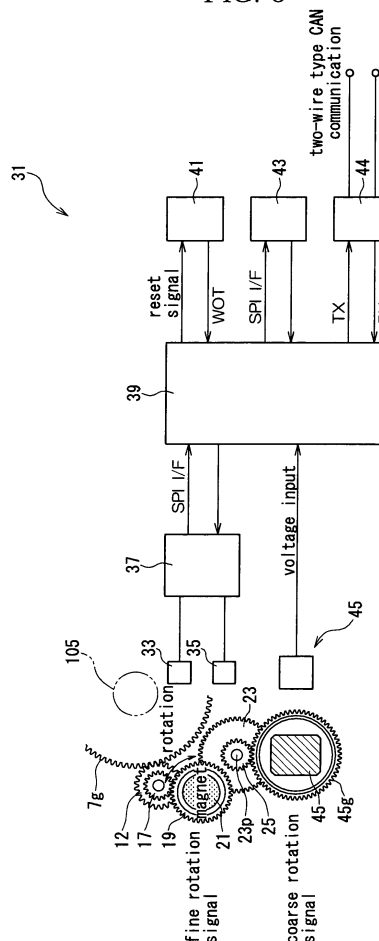 31
two-wire type CAN
communication
41
43
44
reset
signal
WOT
SPI I/F
TX
39
SPI I/F
voltage input
37
105
33
35
45
7g
rotation
23
12
17
19
magnet
21
23p
25
45
45g
fine rotation
signal
coarse rotation
signal